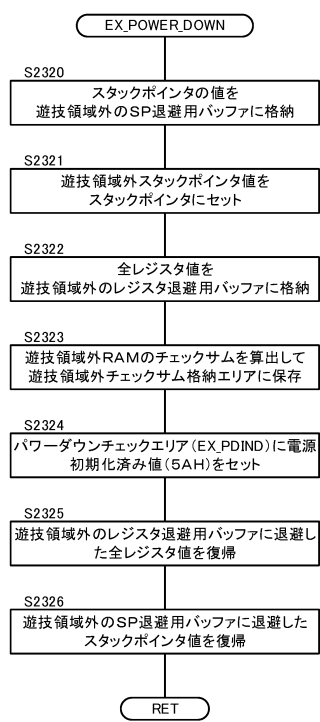 EX_POWER_DOWN
S2320
スタックポインタの値を
遊技領域外のSP退避用バッファに格納
S2321
遊技領域外スタックポインタ値を
スタックポインタにセット
S2322
全レジスタ値を
遊技領域外のレジスタ退避用バッファに格納
S2323
遊技領域外RAMのチェックサムを算出して
遊技領域外チェックサム格納エリアに保存
S2324
パワーダウンチェックエリア(EX_PDIND)に電源
初期化済み値(5AH)をセット
S2325
遊技領域外のレジスタ退避用バッファに退避し
た全レジスタ値を復帰
S2326
遊技領域外のSP退避用バッファに退避した
スタックポインタ値を復帰
RET